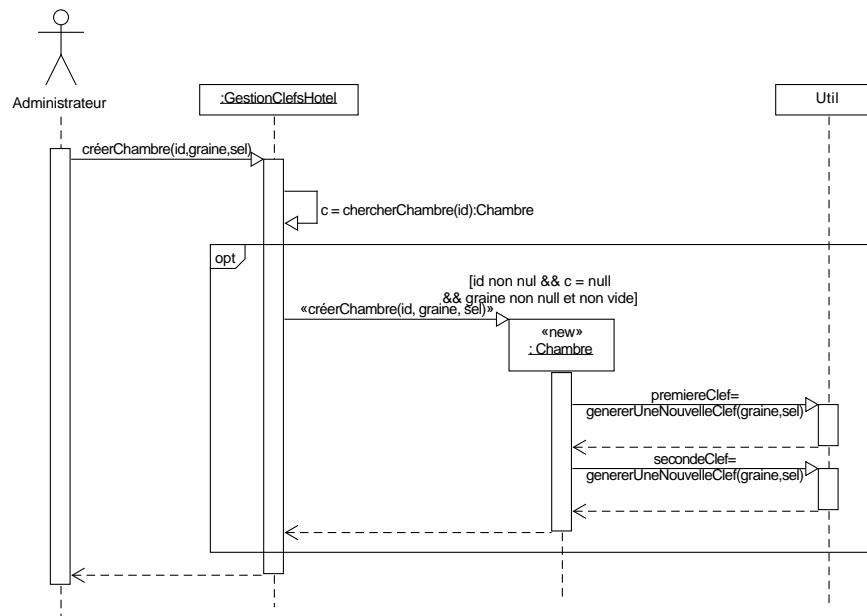 Administrateur
:GestionClefsHotel
Util
créerChambre(id,graine,sel)
c = chercherChambre(id):Chambre
opt
[id non nul && c = null
&& graine non null et non vide]
«créerChambre(id, graine, sel)»
«new»
: Chambre
premiereClef=
genererUneNouvelleClef(graine,sel)
secondeClef=
genererUneNouvelleClef(graine,sel)